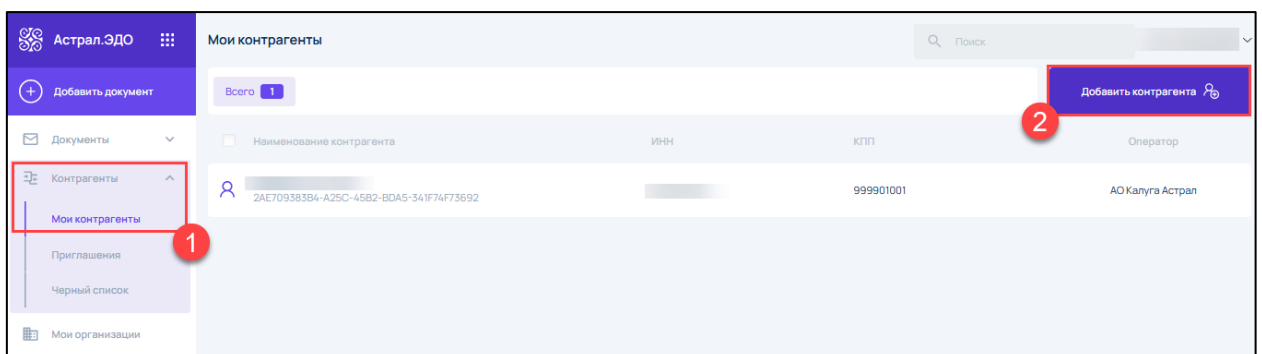 Астрал.ЭДО
Мои контрагенты
Поиск
Добавить документ
Всего 1
Добавить контрагента
2
Документы
Наименование контрагента ИНН КПП Оператор
Контрагенты
2AE709383B4-A25C-45B2-BDA5-341F74F73692
999901001
АО Калуга Астрал
Мои контрагенты
1
Приглашения
Черный список
Мои организации